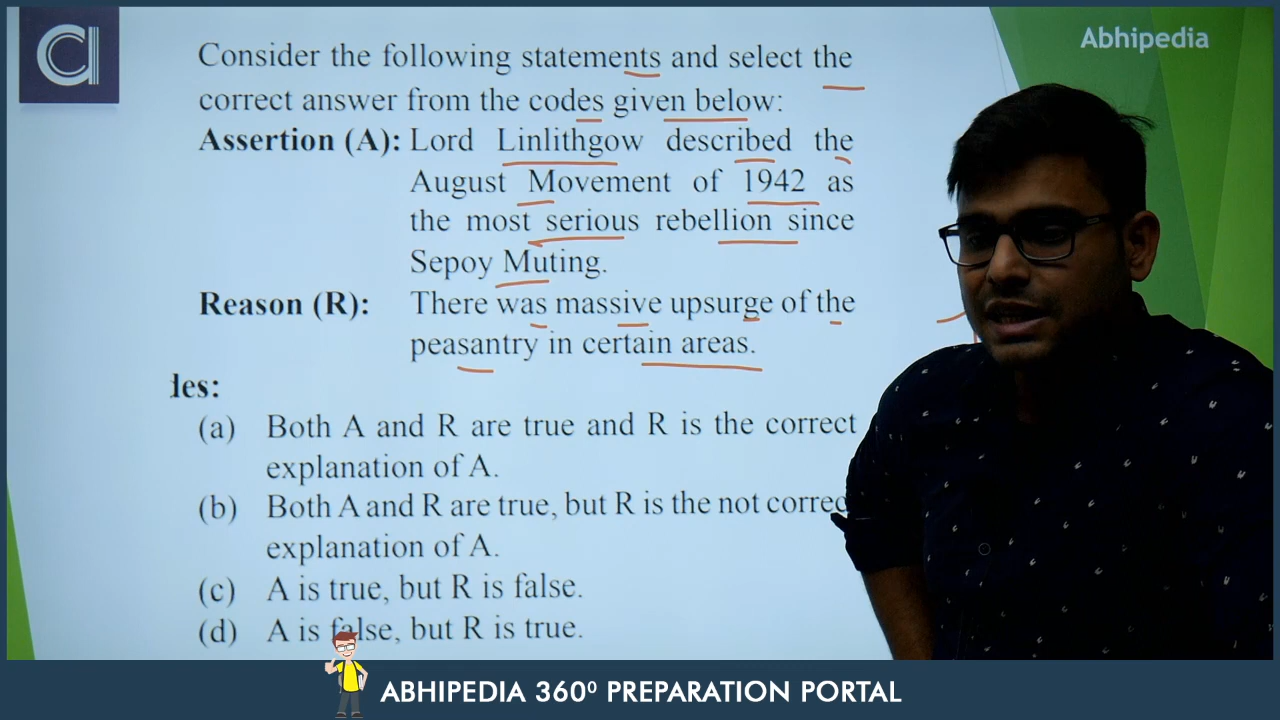 Abhipedia
Consider the following statements and select the
correct answer from the codes given below:
Assertion (A): Lord Linlithgow described the
August Movement of 1942 as
the most serious rebellion since
Sepoy Muting.
Reason (R): There was massive upsurge of the
peasantry in certain areas.
des:
(a) Both A and R are true and R is the correct
explanation of A.
(b) Both A and R are true, but R is the not correc
explanation of A.
(c) A is true, but R is false.
(d) A is false, but R is true.
ABHIPEDIA 360⁰ PREPARATION PORTAL